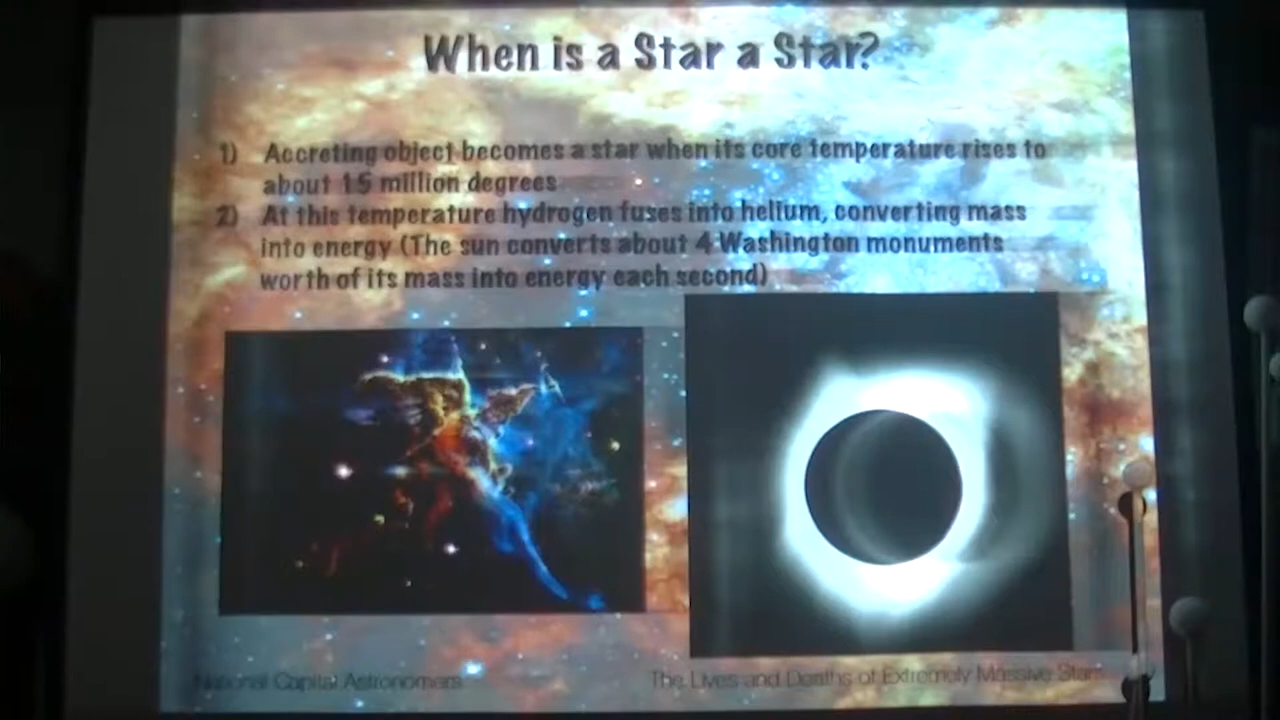 When is a Star a Star?
1) Accreting object becomes a star when its core temperature rises to
about 15 million degrees
2) At this temperature hydrogen fuses into helium, converting mass
into energy (The sun converts about 4 Washington monuments
worth of its mass into energy each second)
National Capital Astronomers
The Lives and Deaths of Extremely Massive Stars